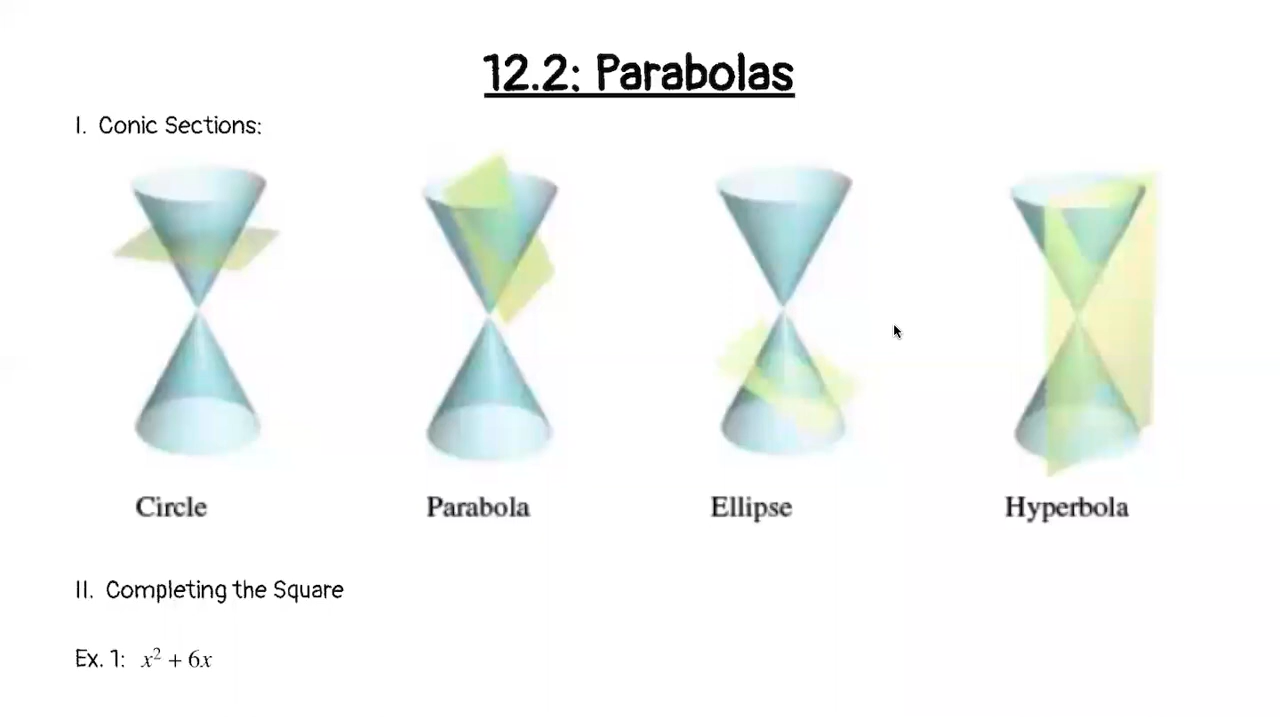 12.2: Parabolas
I. Conic Sections:
Circle Parabola Ellipse Hyperbola
II. Completing the Square
Ex. 1: x² + 6x